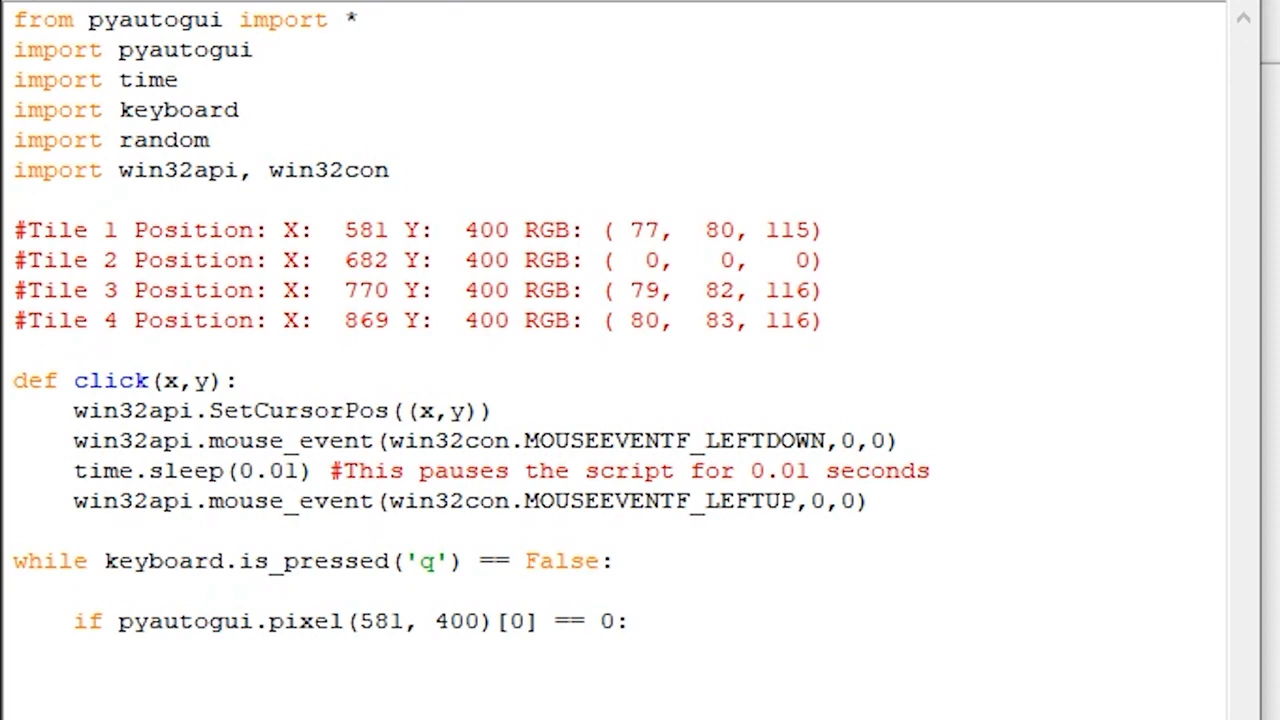 from pyautogui import *
import pyautogui
import time
import keyboard
import random
import win32api, win32con

#Tile 1 Position: X:  581 Y:  400 RGB: ( 77,  80, 115)
#Tile 2 Position: X:  682 Y:  400 RGB: (  0,   0,   0)
#Tile 3 Position: X:  770 Y:  400 RGB: ( 79,  82, 116)
#Tile 4 Position: X:  869 Y:  400 RGB: ( 80,  83, 116)

def click(x,y):
    win32api.SetCursorPos((x,y))
    win32api.mouse_event(win32con.MOUSEEVENTF_LEFTDOWN,0,0)
    time.sleep(0.01) #This pauses the script for 0.01 seconds
    win32api.mouse_event(win32con.MOUSEEVENTF_LEFTUP,0,0)

while keyboard.is_pressed('q') == False:

    if pyautogui.pixel(581, 400)[0] == 0: